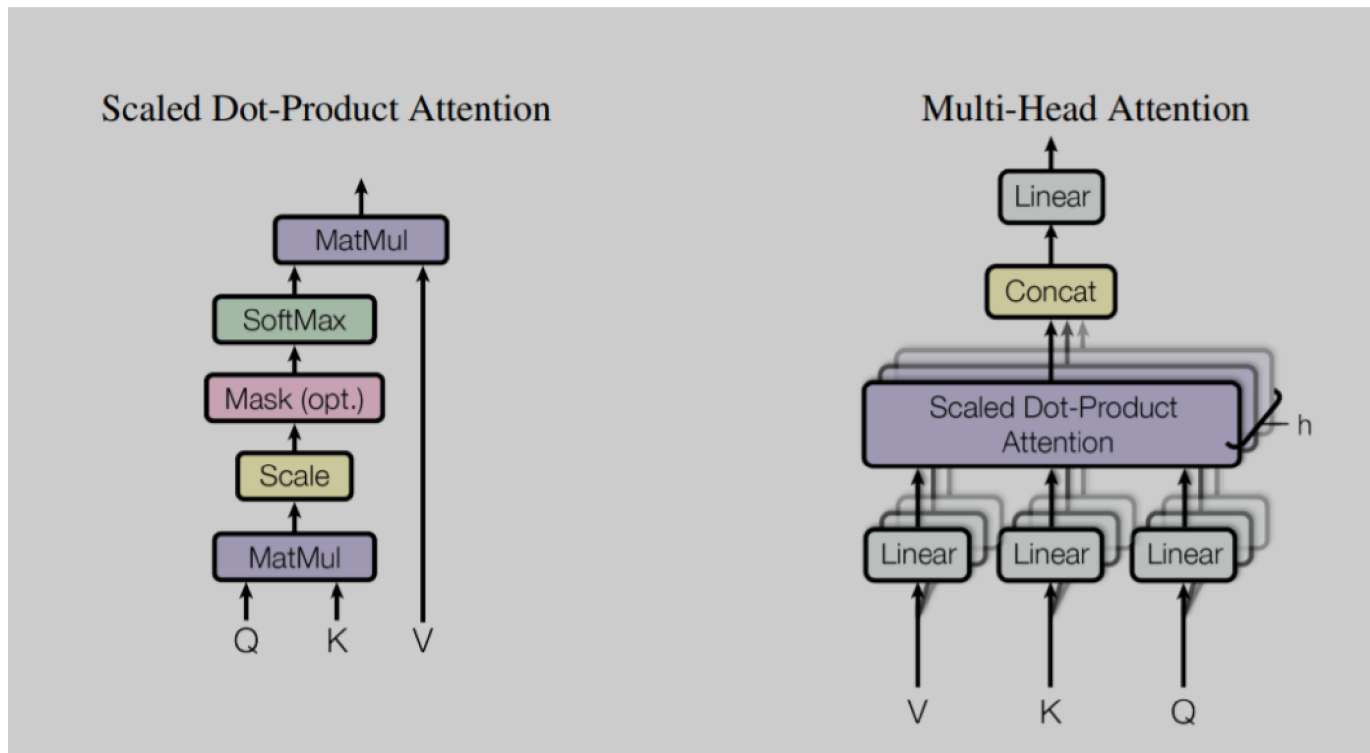 Scaled Dot-Product Attention
MatMul
SoftMax
Mask (opt.)
Scale
MatMul
Q K V
Multi-Head Attention
Linear
Concat
Scaled Dot-Product
Attention
h
Linear Linear Linear
V K Q